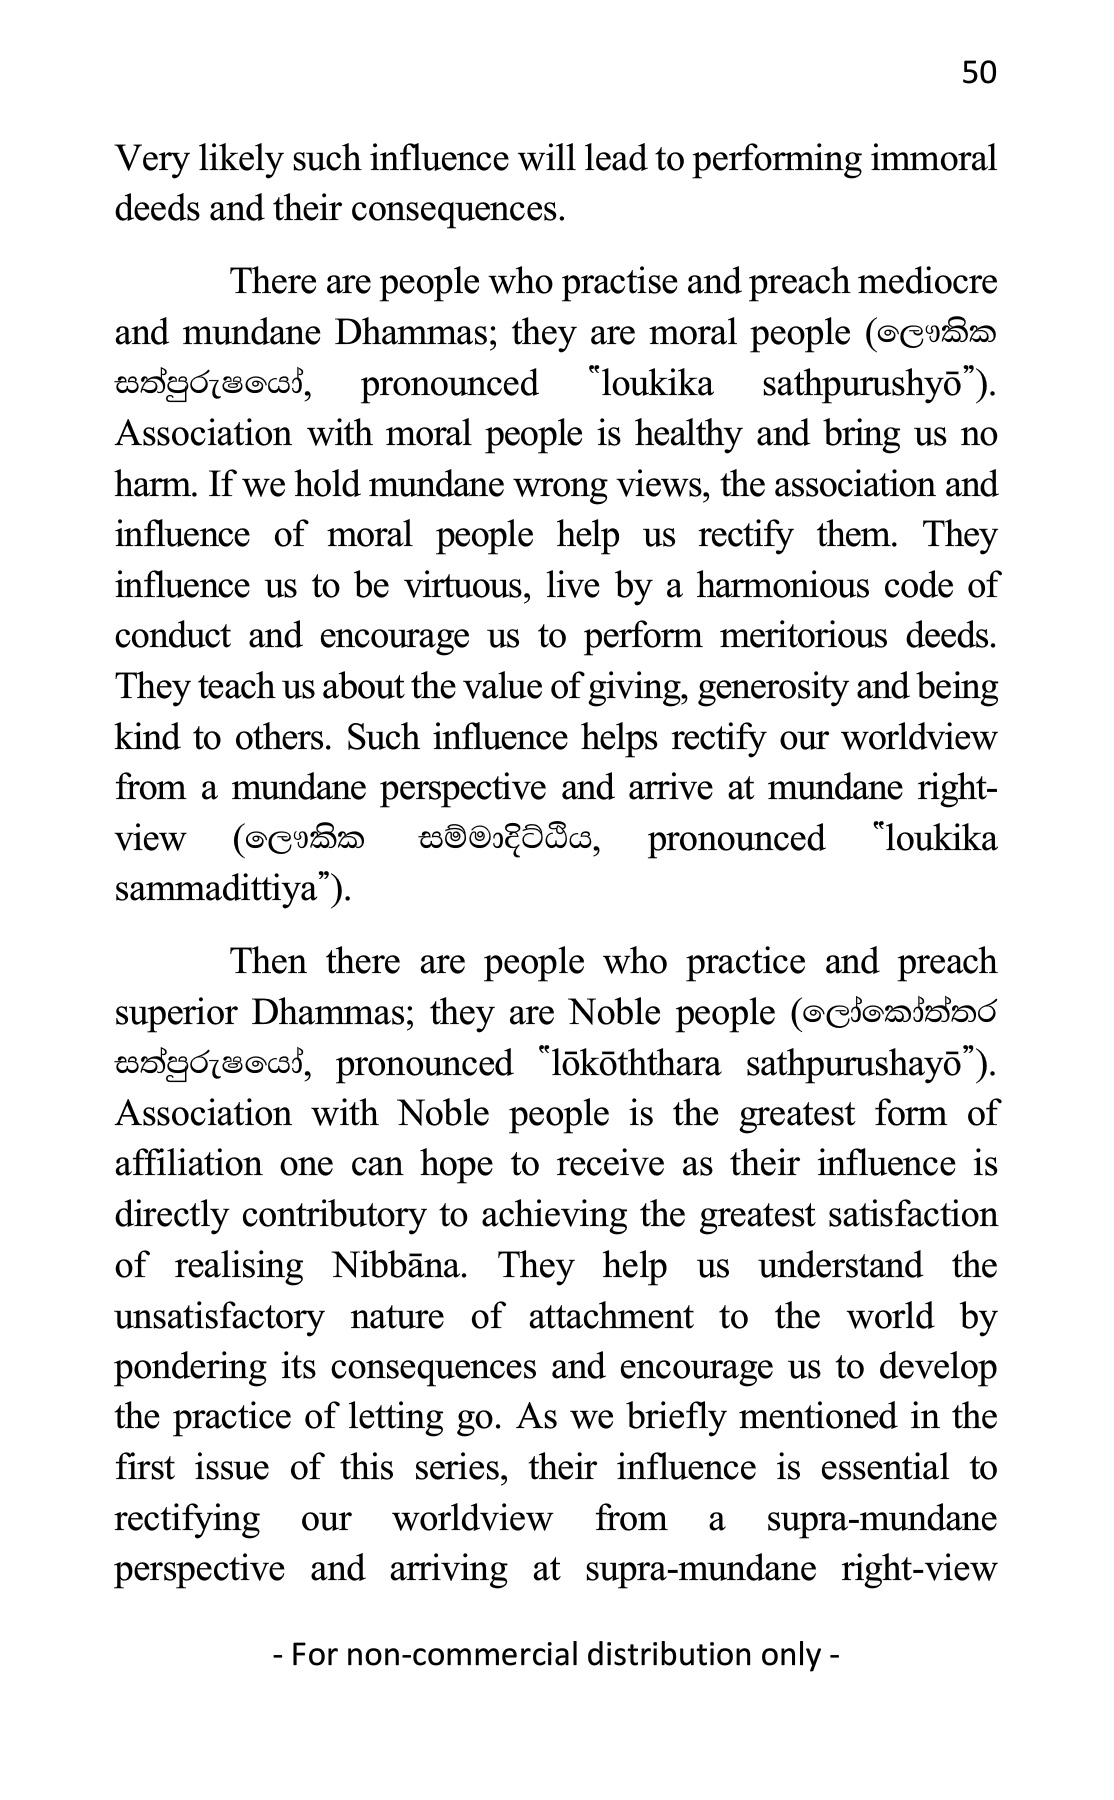 50
Very likely such influence will lead to performing immoral
deeds and their consequences.
There are people who practise and preach mediocre
and mundane Dhammas; they are moral people (ලෞකික
සත්පුරුෂයෝ, pronounced “loukika sathpurushyō”).
Association with moral people is healthy and bring us no
harm. If we hold mundane wrong views, the association and
influence of moral people help us rectify them. They
influence us to be virtuous, live by a harmonious code of
conduct and encourage us to perform meritorious deeds.
They teach us about the value of giving, generosity and being
kind to others. Such influence helps rectify our worldview
from a mundane perspective and arrive at mundane right-
view (ලෞකික සම්මාදිට්ඨිය, pronounced “loukika
sammadittiya”).
Then there are people who practice and preach
superior Dhammas; they are Noble people (ලෝකෝත්තර
සත්පුරුෂයෝ, pronounced “lōkōththara sathpurushayō”).
Association with Noble people is the greatest form of
affiliation one can hope to receive as their influence is
directly contributory to achieving the greatest satisfaction
of realising Nibbāna. They help us understand the
unsatisfactory nature of attachment to the world by
pondering its consequences and encourage us to develop
the practice of letting go. As we briefly mentioned in the
first issue of this series, their influence is essential to
rectifying our worldview from a supra-mundane
perspective and arriving at supra-mundane right-view
- For non-commercial distribution only -